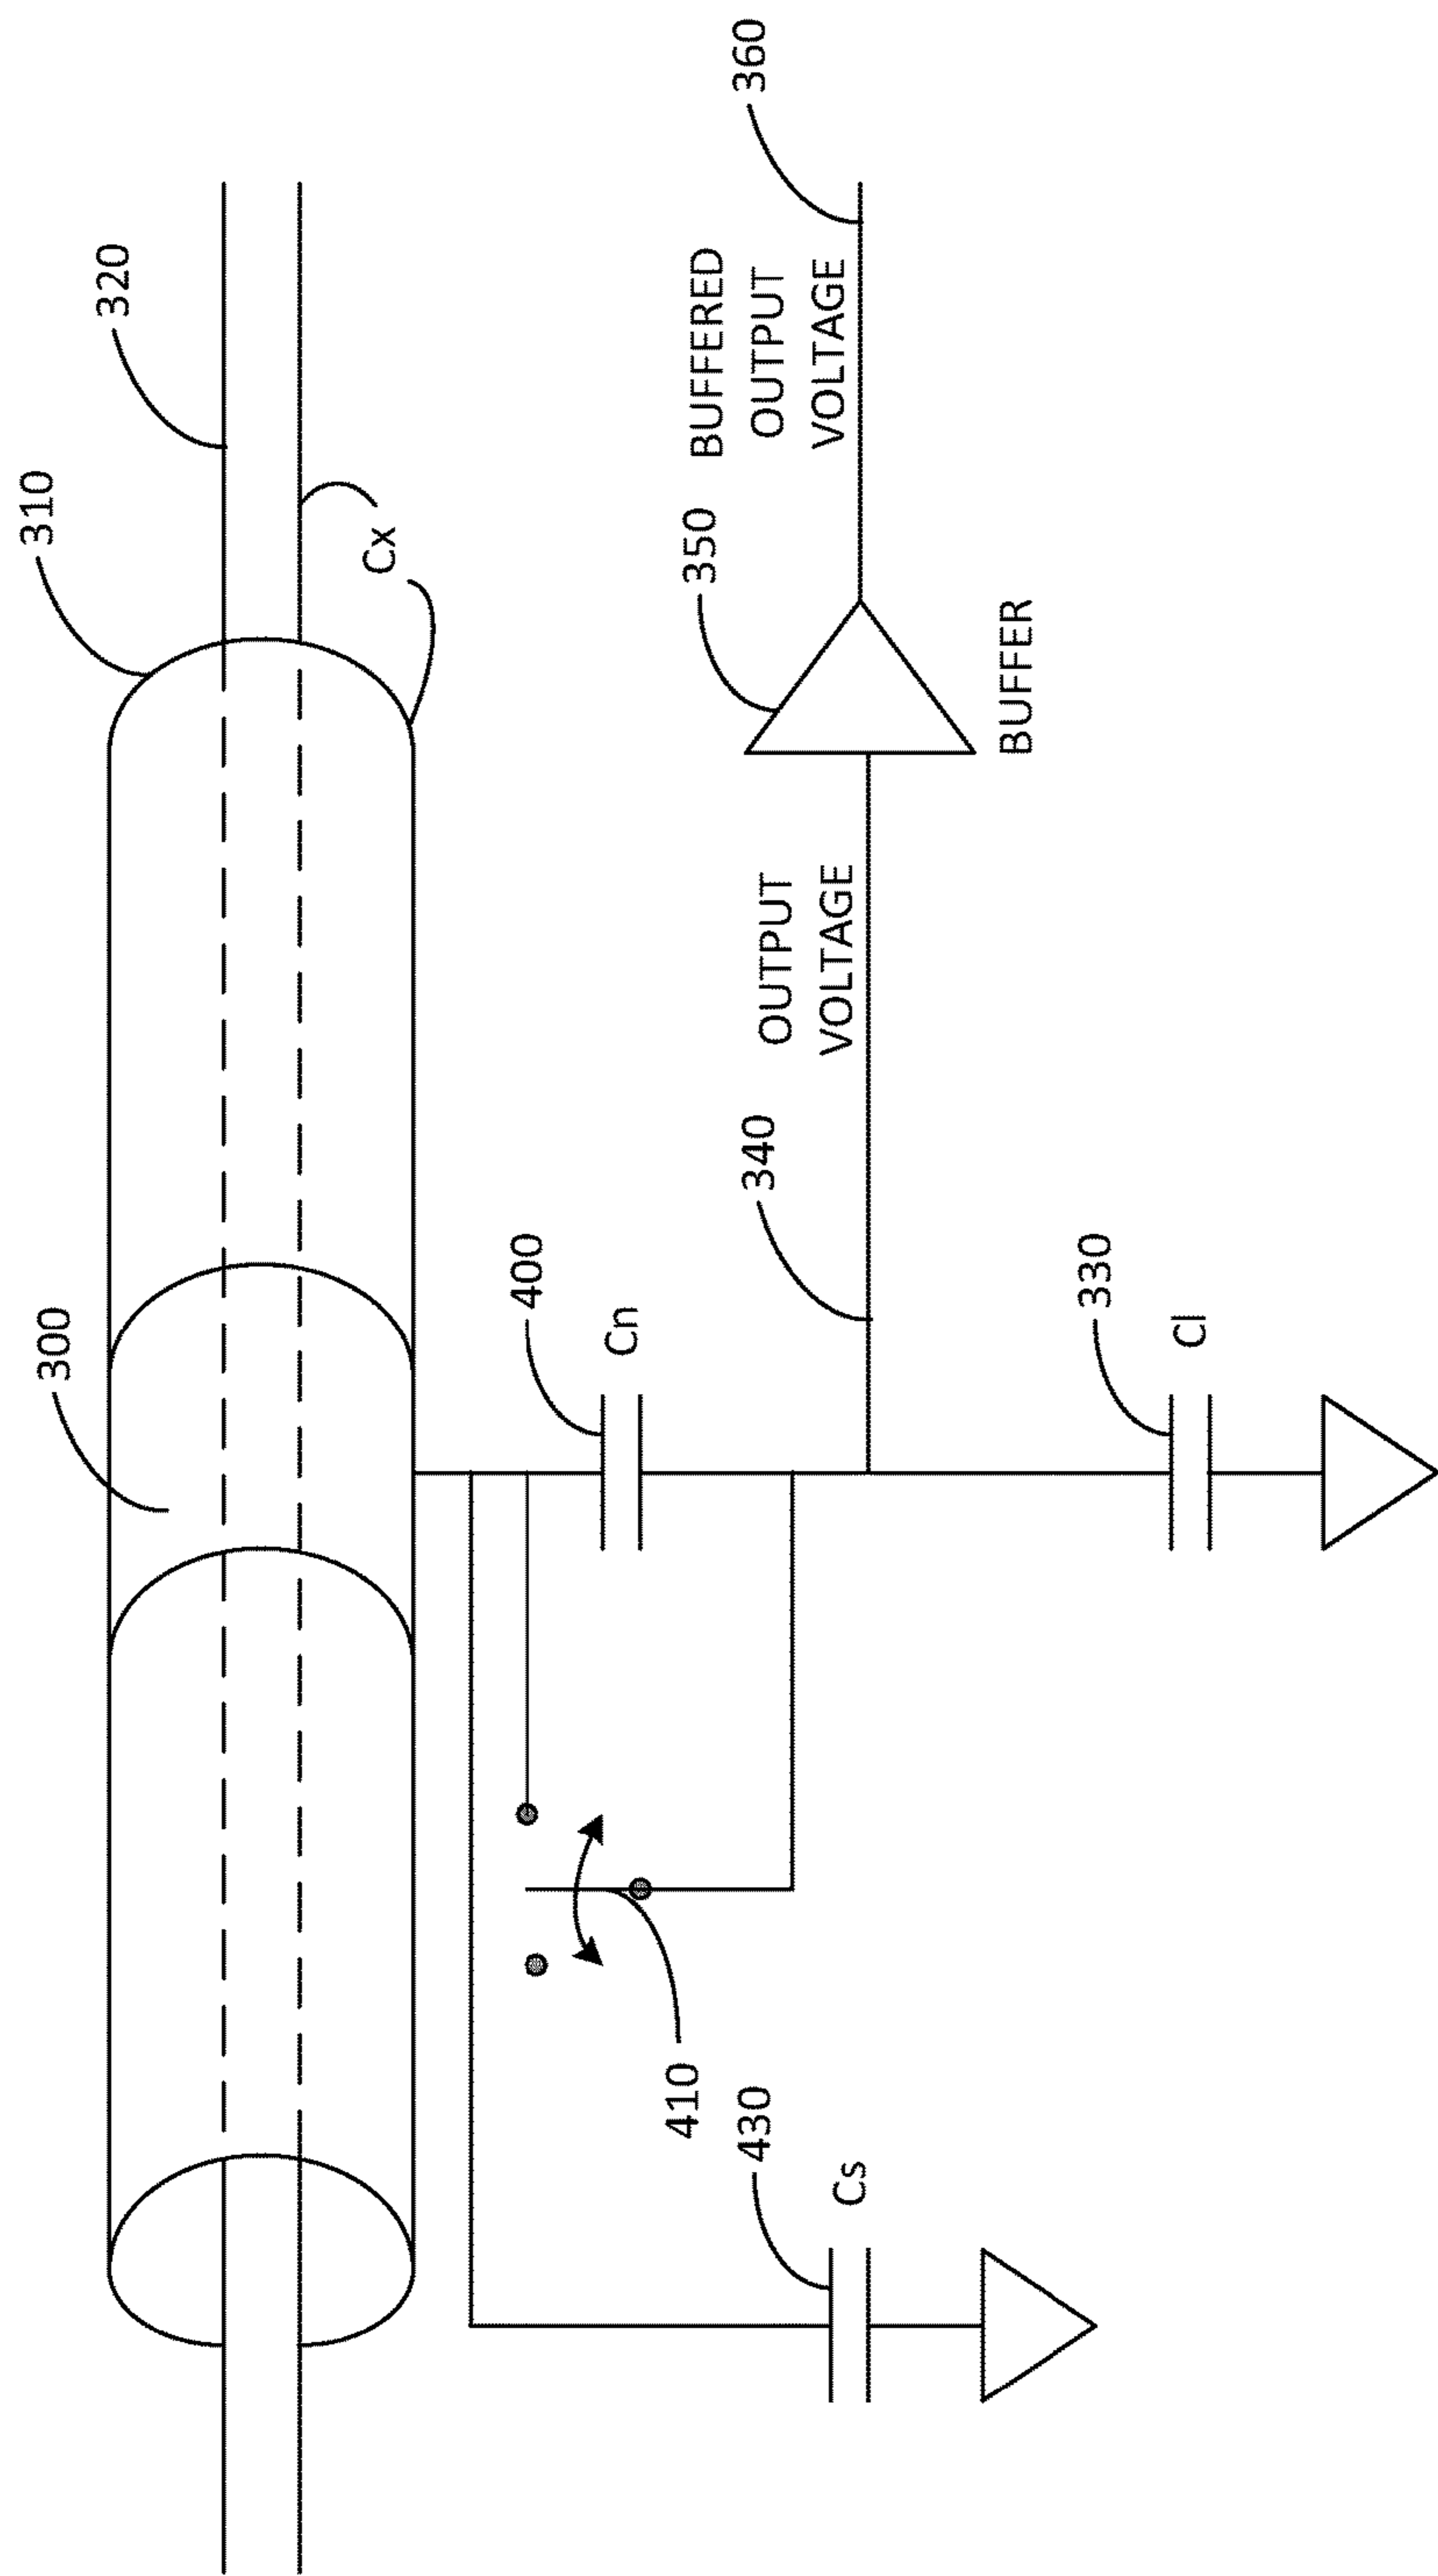 310
320
360
300
Cx
350
BUFFERED
OUTPUT
VOLTAGE
400
Cn
340
OUTPUT
VOLTAGE
BUFFER
410
430
Cs
330
Cl